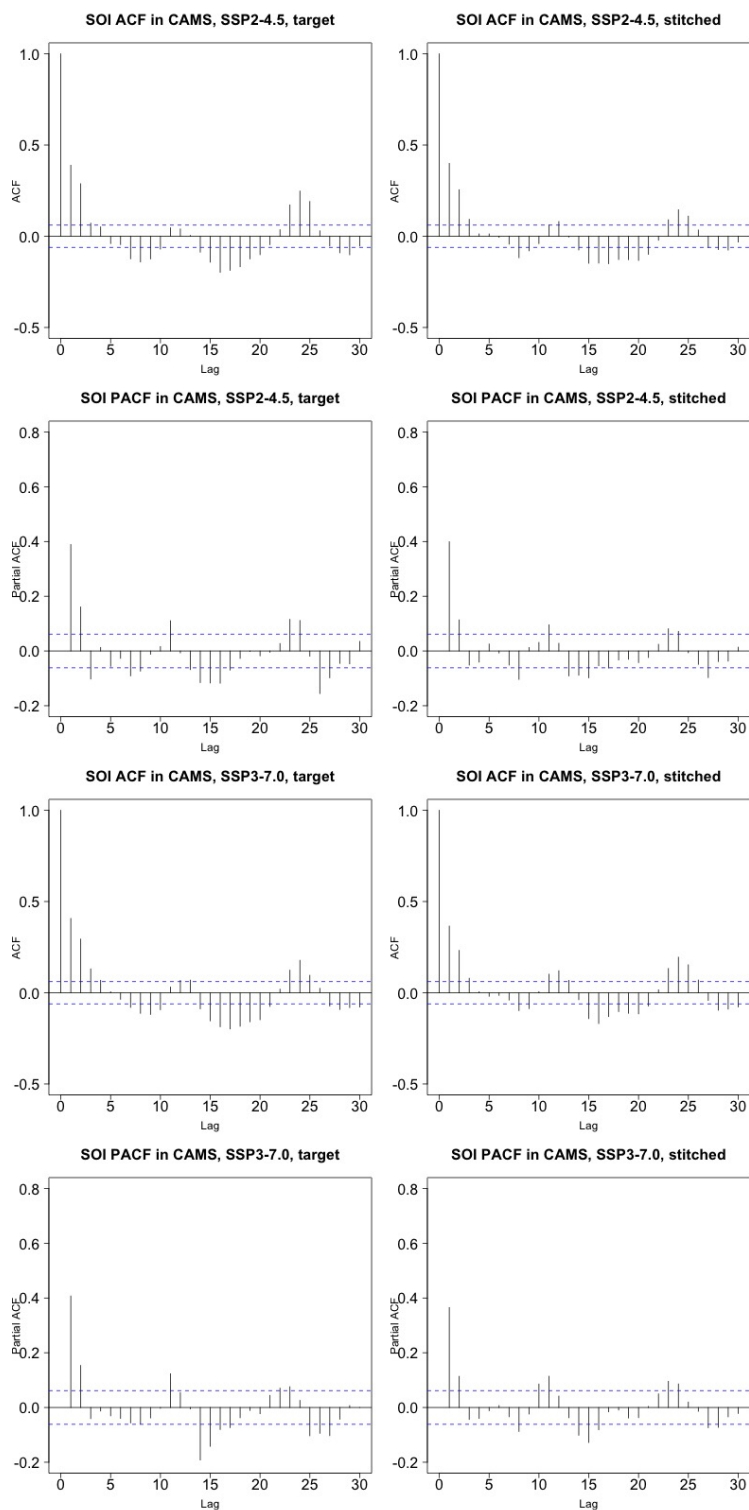 SOI ACF in CAMS, SSP2-4.5, target
SOI ACF in CAMS, SSP2-4.5, stitched
1.0
0.5
0.0
-0.5
ACF
0 5 10 15 20 25 30
Lag
1.0
0.5
0.0
-0.5
ACF
0 5 10 15 20 25 30
Lag
SOI PACF in CAMS, SSP2-4.5, target
SOI PACF in CAMS, SSP2-4.5, stitched
0.8
0.6
0.4
0.2
0.0
-0.2
Partial ACF
0 5 10 15 20 25 30
Lag
0.8
0.6
0.4
0.2
0.0
-0.2
Partial ACF
0 5 10 15 20 25 30
Lag
SOI ACF in CAMS, SSP3-7.0, target
SOI ACF in CAMS, SSP3-7.0, stitched
1.0
0.5
0.0
-0.5
ACF
0 5 10 15 20 25 30
Lag
1.0
0.5
0.0
-0.5
ACF
0 5 10 15 20 25 30
Lag
SOI PACF in CAMS, SSP3-7.0, target
SOI PACF in CAMS, SSP3-7.0, stitched
0.8
0.6
0.4
0.2
0.0
-0.2
Partial ACF
0 5 10 15 20 25 30
Lag
0.8
0.6
0.4
0.2
0.0
-0.2
Partial ACF
0 5 10 15 20 25 30
Lag